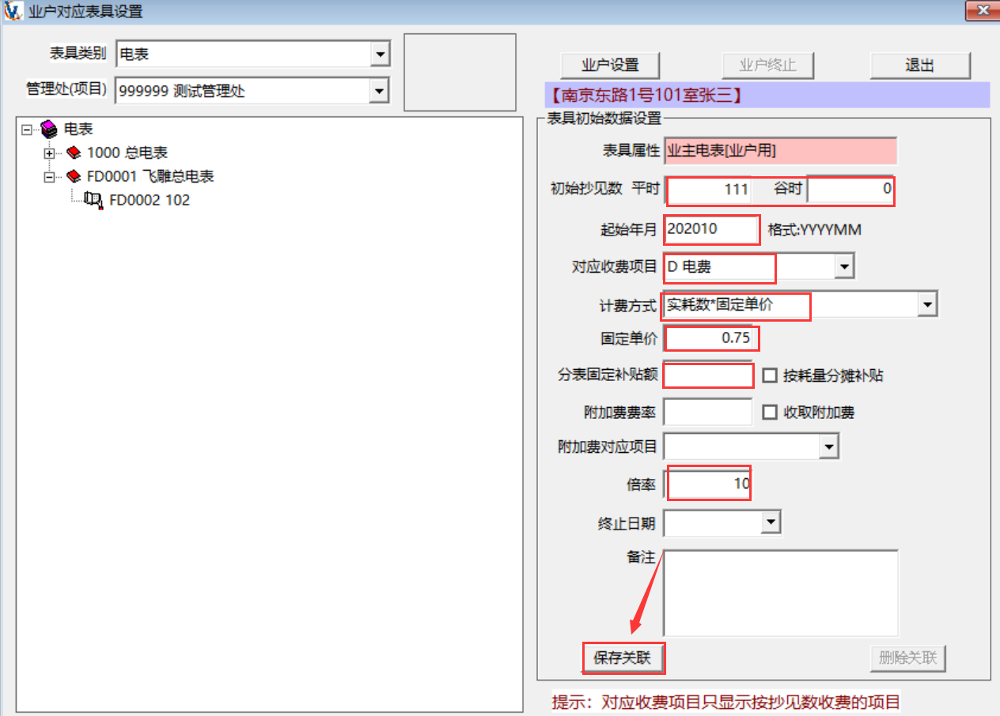 业户对应表具设置
表具类别 电表
管理处(项目) 999999 测试管理处
电表
1000 总电表
FD0001 飞雕总电表
FD0002 102
业户设置 业户终止 退出
【南京东路1号101室张三】
表具初始数据设置
表具属性 业主电表[业户用]
初始抄见数 平时 111 谷时 0
起始年月 202010 格式:YYYYMM
对应收费项目 D 电费
计费方式 实耗数*固定单价
固定单价 0.75
分表固定补贴额 按耗量分摊补贴
附加费费率 收取附加费
附加费对应项目
倍率 10
终止日期
备注
保存关联 删除关联
提示：对应收费项目只显示按抄见数收费的项目